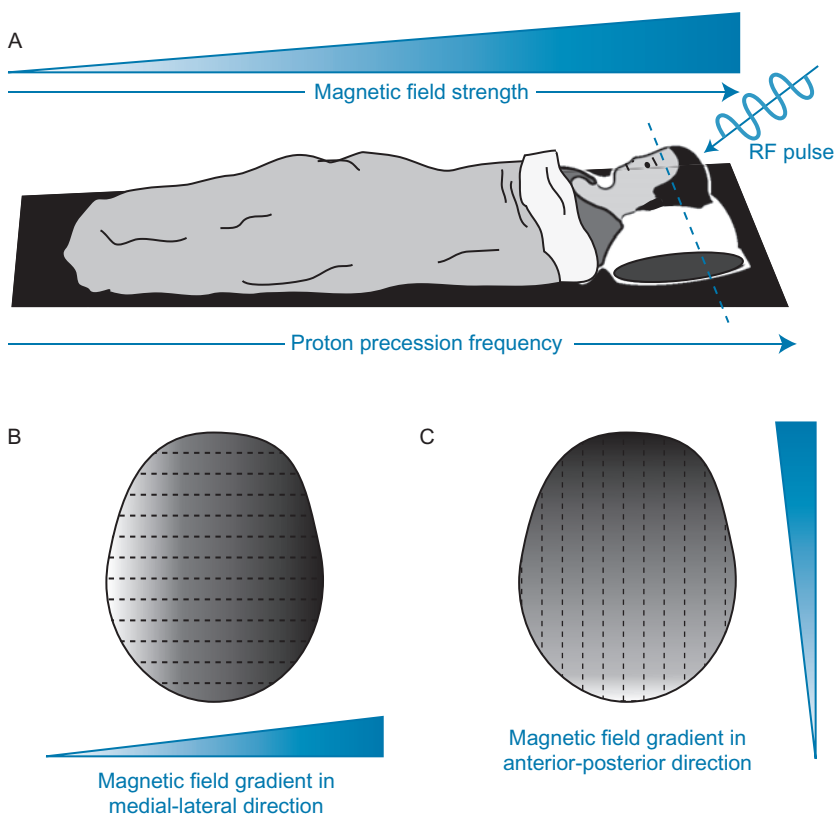 A
Magnetic field strength
RF pulse
Proton precession frequency
B
C
Magnetic field gradient in
medial-lateral direction
Magnetic field gradient in
anterior-posterior direction